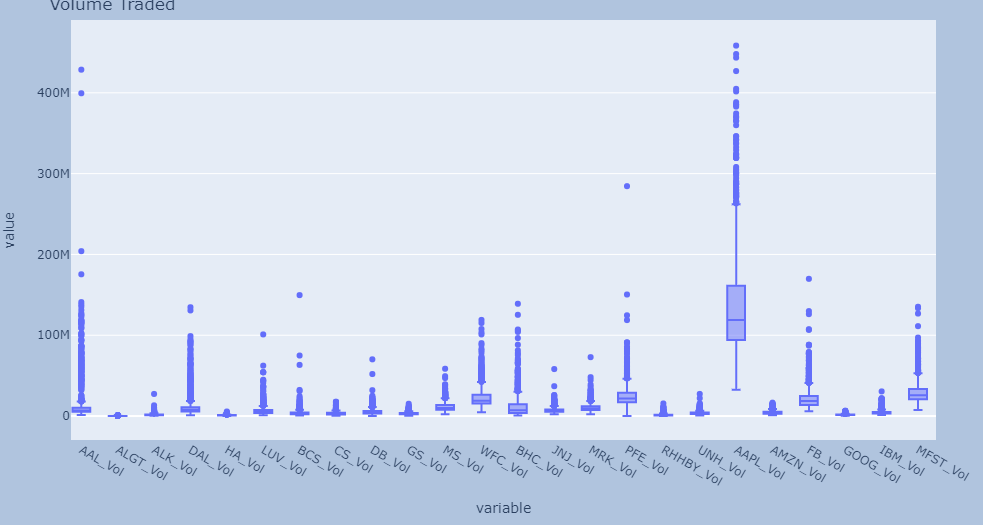 Volume Traded
400M
300M
200M
100M
0
value
AAL_Vol
ALGT_Vol
ALK_Vol
DAL_Vol
HA_Vol
LUV_Vol
BCS_Vol
CS_Vol
DB_Vol
GS_Vol
MS_Vol
WFC_Vol
BHC_Vol
JNJ_Vol
MRK_Vol
PFE_Vol
RHHBY_Vol
UNH_Vol
AAPL_Vol
AMZN_Vol
FB_Vol
GOOG_Vol
IBM_Vol
MFST_Vol
variable